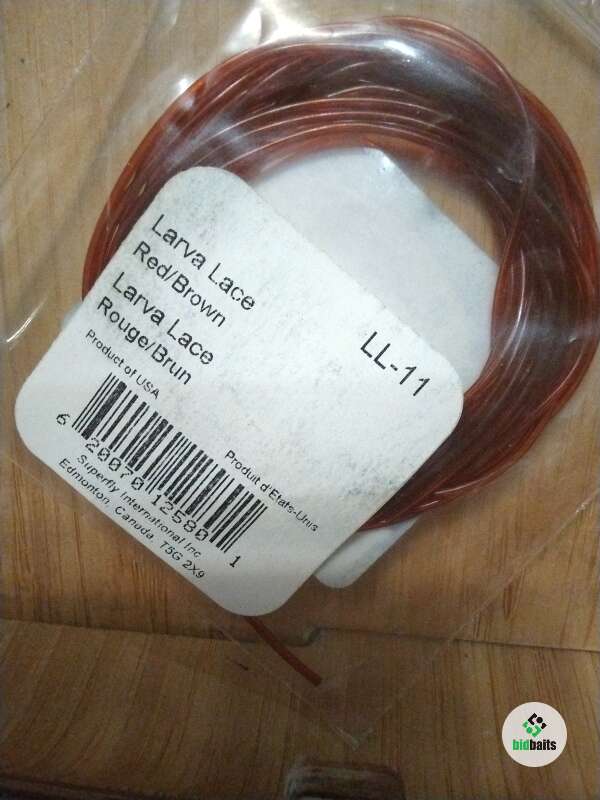 Larva Lace
Red/Brown
LL-11
Larva Lace
Rouge/Brun
Product of USA
Produit d'Etats-Unis
6 20070 12580 1
Superfly International Inc
Edmonton, Canada, T5G 2X9
bidbaits